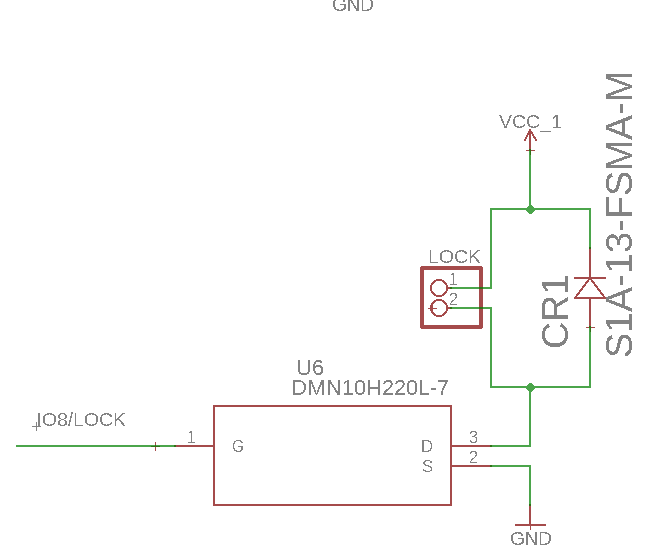 GND
VCC_1
S1A-13-FSMA-M
LOCK
1
2
CR1
U6
DMN10H220L-7
IO8/LOCK
1
G
D
3
S
2
GND